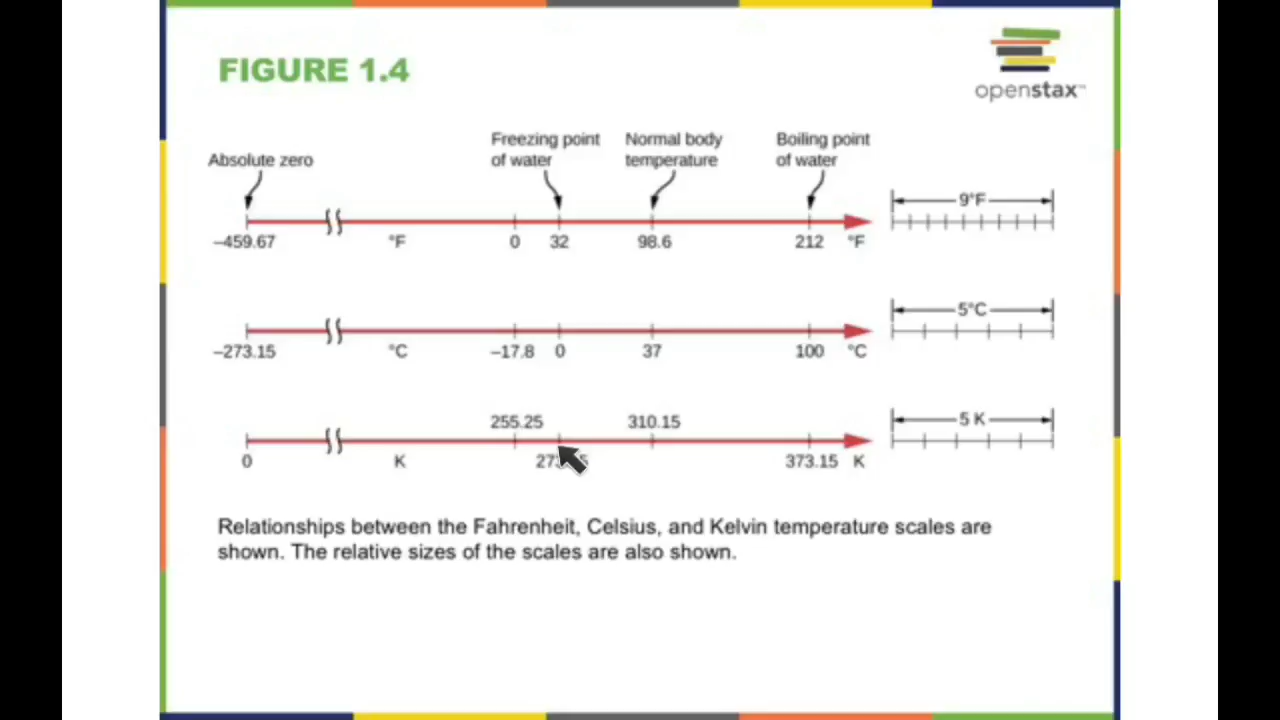 FIGURE 1.4
openstax™
Absolute zero
Freezing point
of water
Normal body
temperature
Boiling point
of water
–459.67 °F 0 32 98.6 212 °F
9°F
–273.15 °C –17.8 0 37 100 °C
5°C
255.25 310.15
0 K 373.15 K
5 K
Relationships between the Fahrenheit, Celsius, and Kelvin temperature scales are
shown. The relative sizes of the scales are also shown.